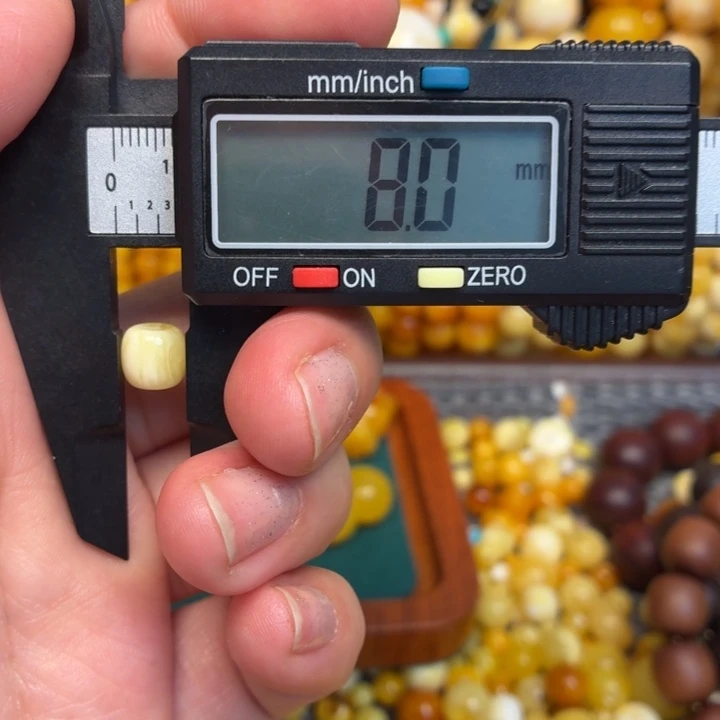 mm/inch
0 1
1 2 3
8.0 mm
OFF ON ZERO